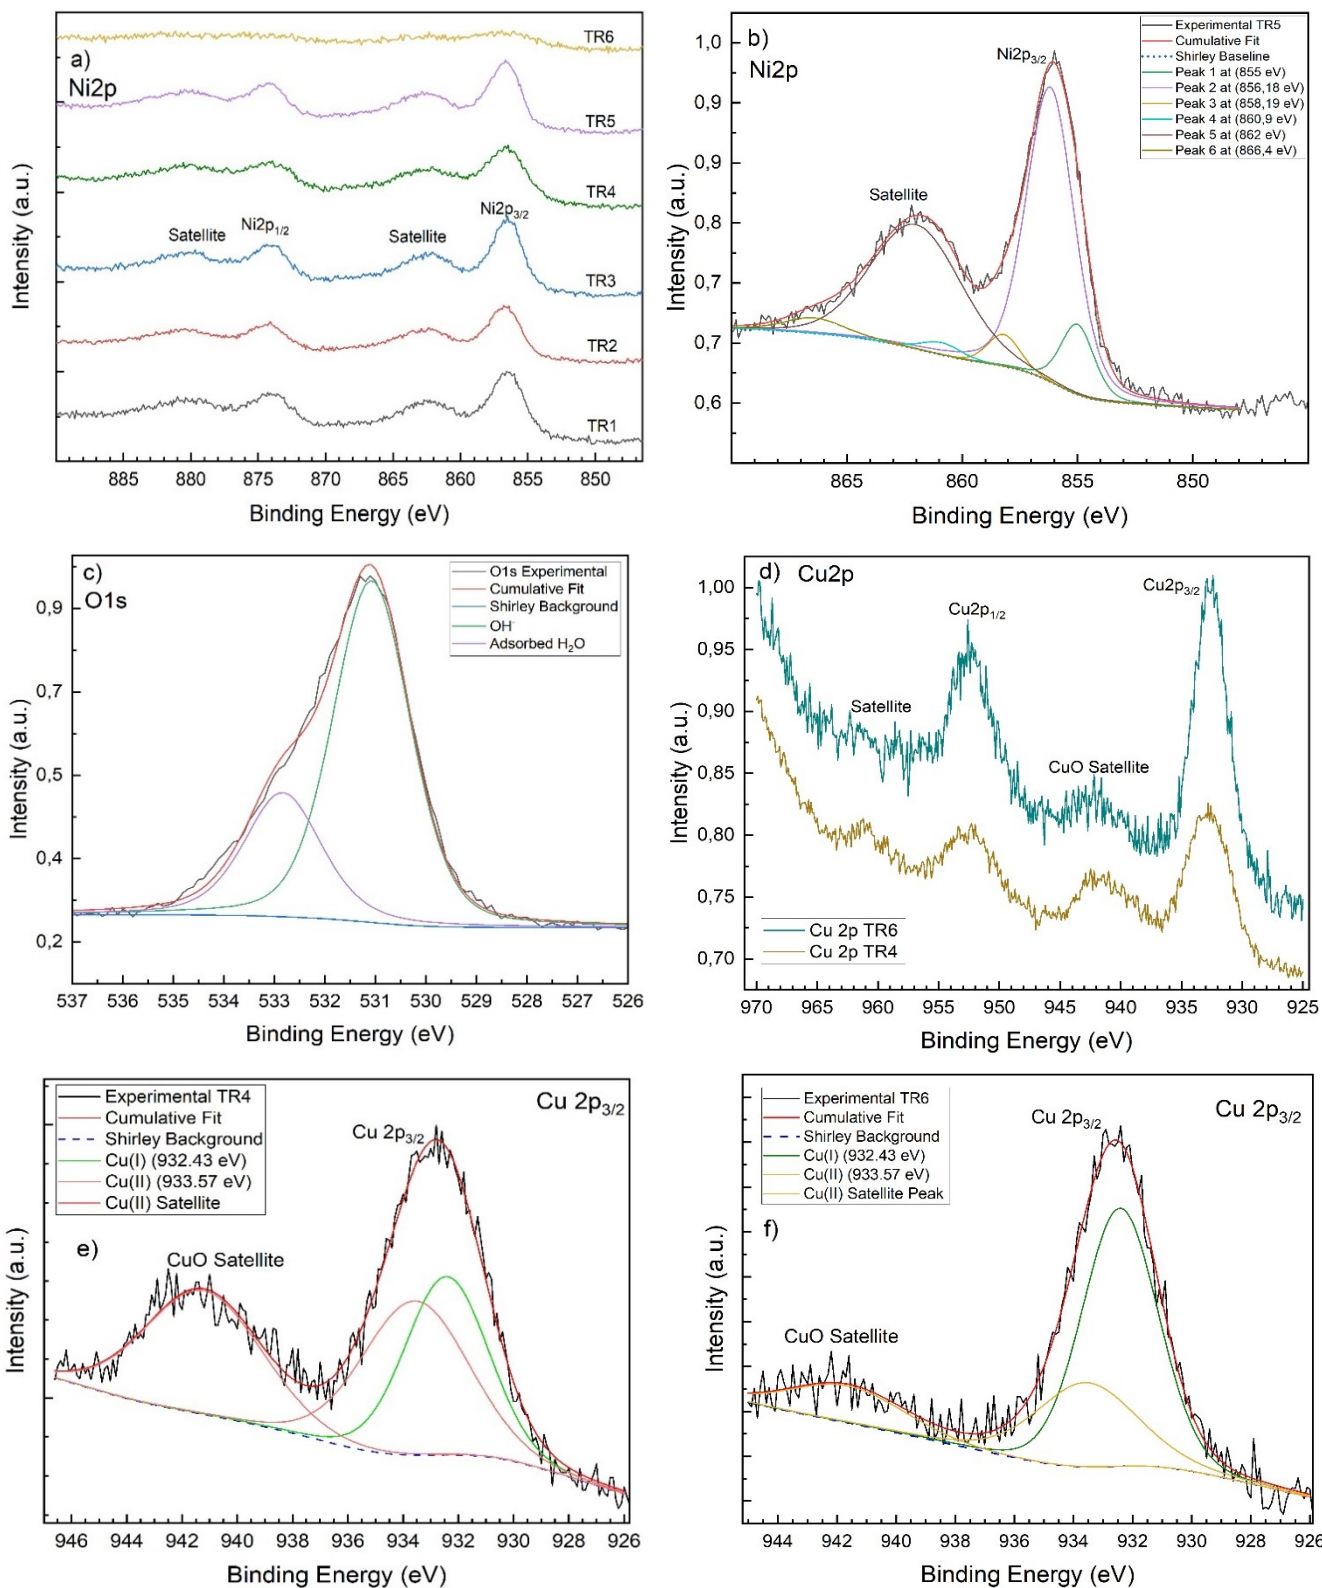 a)
Ni2p
TR6
TR5
TR4
Ni2p3/2
Satellite
Ni2p1/2
Satellite
TR3
TR2
TR1
Intensity (a.u.)
885 880 875 870 865 860 855 850
Binding Energy (eV)
b)
Ni2p
Ni2p3/2
Satellite
Experimental TR5
Cumulative Fit
Shirley Baseline
Peak 1 at (855 eV)
Peak 2 at (856,18 eV)
Peak 3 at (858,19 eV)
Peak 4 at (860,9 eV)
Peak 5 at (862 eV)
Peak 6 at (866,4 eV)
1,0
0,9
0,9
0,8
0,7
0,7
0,6
Intensity (a.u.)
865 860 855 850
Binding Energy (eV)
c)
O1s
O1s Experimental
Cumulative Fit
Shirley Background
OH-
Adsorbed H2O
0,9
0,7
0,5
0,4
0,2
Intensity (a.u.)
537 536 535 534 533 532 531 530 529 528 527 526
Binding Energy (eV)
d)
Cu2p
Cu2p3/2
Cu2p1/2
Satellite
CuO Satellite
Cu 2p TR6
Cu 2p TR4
1,00
0,95
0,90
0,85
0,80
0,75
0,70
Intensity (a.u.)
970 965 960 955 950 945 940 935 930 925
Binding Energy (eV)
Experimental TR4
Cumulative Fit
Shirley Background
Cu(I) (932.43 eV)
Cu(II) (933.57 eV)
Cu(II) Satellite
Cu 2p3/2
Cu 2p3/2
e)
CuO Satellite
Intensity (a.u.)
946 944 942 940 938 936 934 932 930 928 926
Binding Energy (eV)
Experimental TR6
Cumulative Fit
Shirley Background
Cu(I) (932.43 eV)
Cu(II) (933.57 eV)
Cu(II) Satellite Peak
Cu 2p3/2
Cu 2p3/2
f)
CuO Satellite
Intensity (a.u.)
944 942 940 938 936 934 932 930 928 926
Binding Energy (eV)